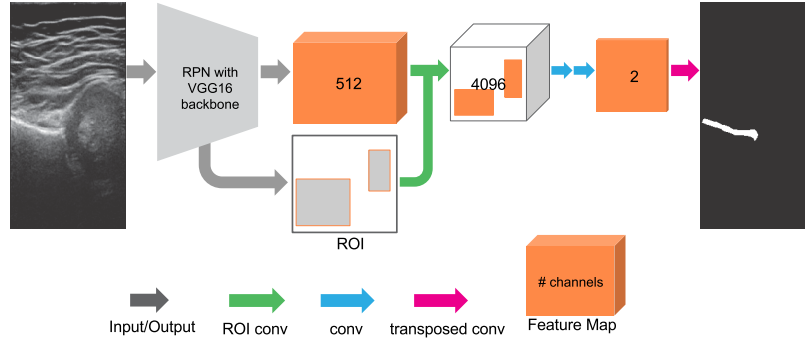 RPN with
VGG16
backbone
512
4096
2
ROI
# channels
Input/Output
ROI conv
conv
transposed conv
Feature Map